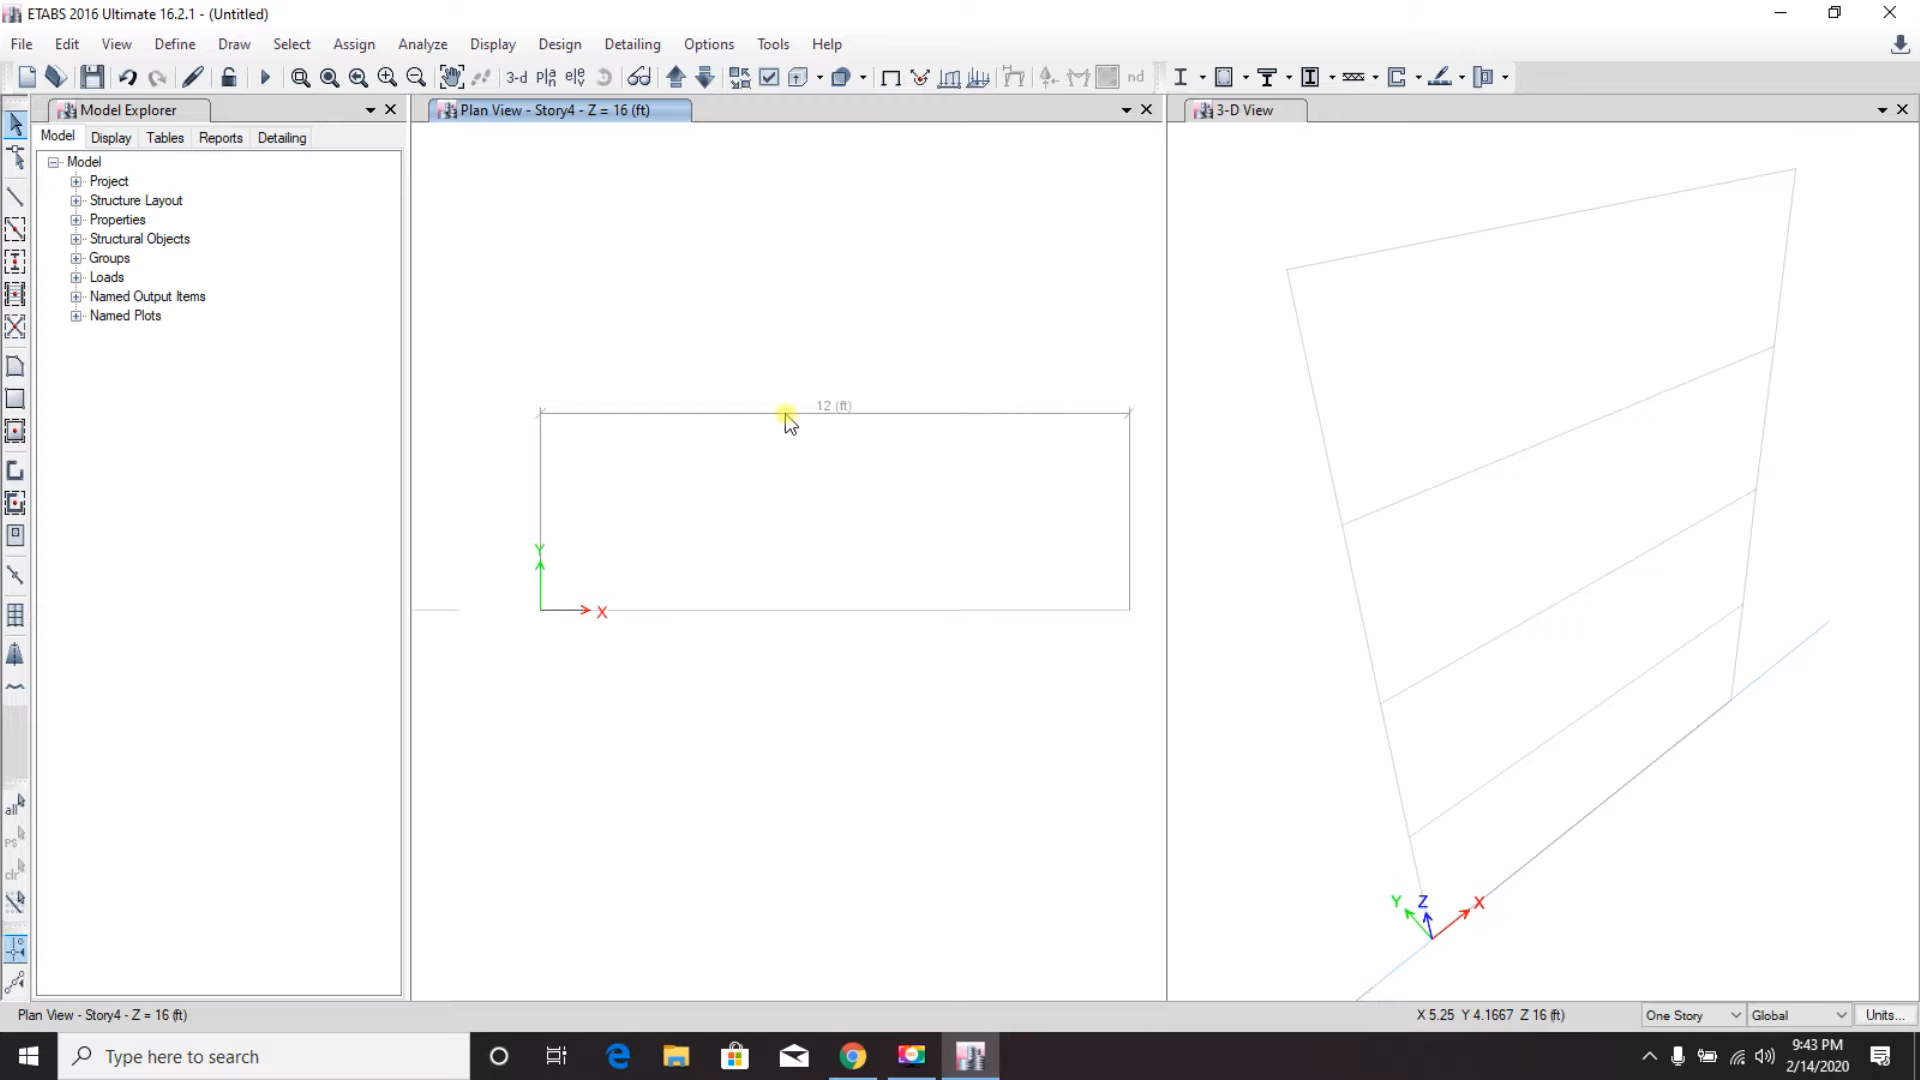 ETABS 2016 Ultimate 16.2.1 - (Untitled)
File Edit View Define Draw Select Assign Analyze Display Design Detailing Options Tools Help
3-d nd
Model Explorer
Plan View - Story4 - Z = 16 (ft)
3-D View
Model Display Tables Reports Detailing
Model
Project
Structure Layout
Properties
Structural Objects
Groups
Loads
Named Output Items
Named Plots
12 (ft)
Y
X
Y Z X
all
ps
clr
Plan View - Story4 - Z = 16 (ft)
X 5.25 Y 4.1667 Z 16 (ft)
One Story
Global
Units...
Type here to search
9:43 PM
2/14/2020